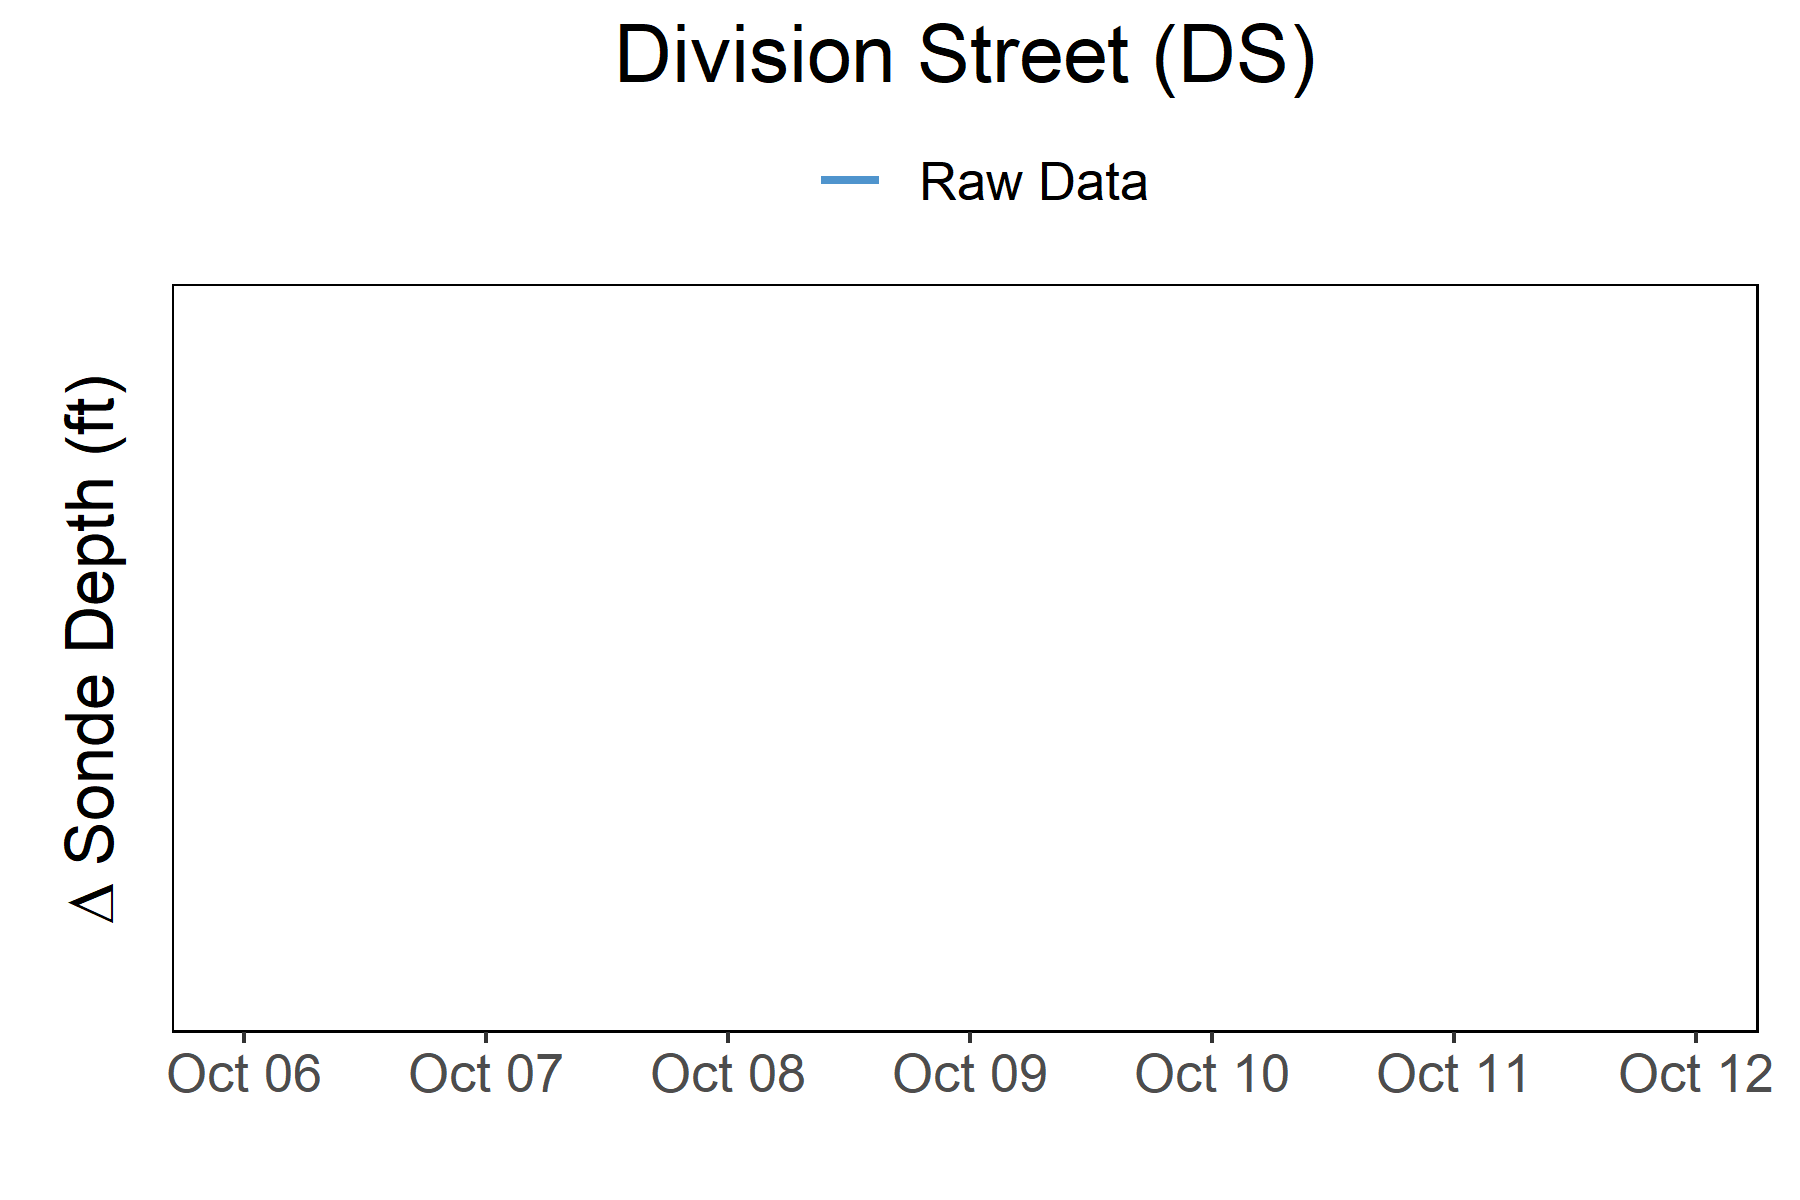 Division Street (DS)
Raw Data
Δ Sonde Depth (ft)
Oct 06 Oct 07 Oct 08 Oct 09 Oct 10 Oct 11 Oct 12